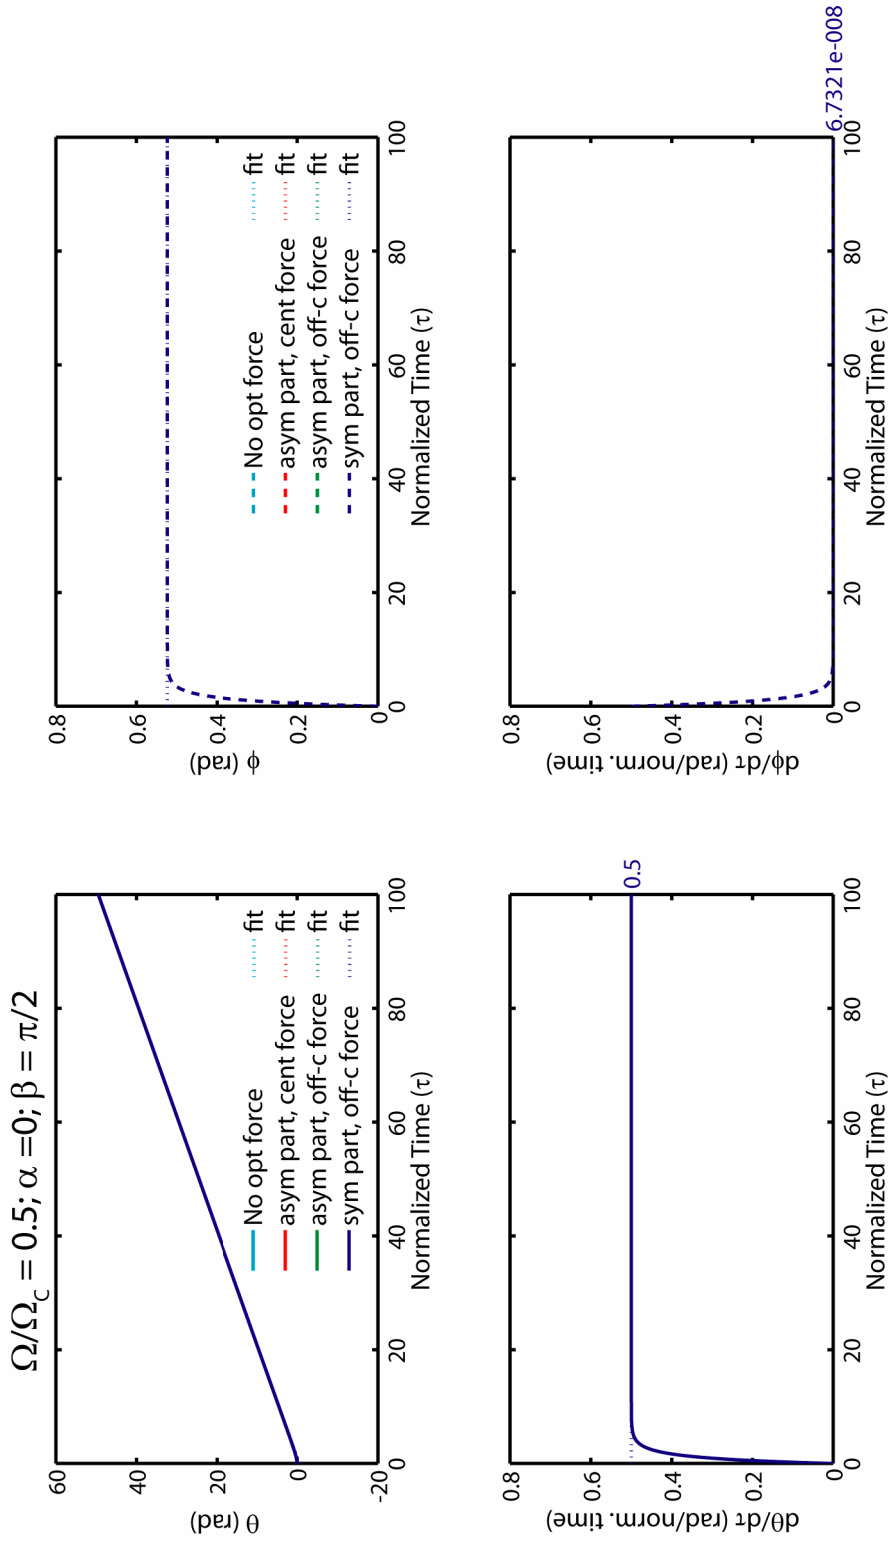 Ω/Ω_C = 0.5; α =0; β = π/2
60
40
20
0
-20
θ (rad)
0 20 40 60 80 100
Normalized Time (τ)
No opt force fit
asym part, cent force fit
asym part, off-c force fit
sym part, off-c force fit
0.8
0.6
0.4
0.2
0
ϕ (rad)
0 20 40 60 80 100
Normalized Time (τ)
No opt force fit
asym part, cent force fit
asym part, off-c force fit
sym part, off-c force fit
0.8
0.6
0.4
0.2
0
dθ/dτ (rad/norm. time)
0.5
0 20 40 60 80 100
Normalized Time (τ)
0.8
0.6
0.4
0.2
0
dϕ/dτ (rad/norm. time)
6.7321e-008
0 20 40 60 80 100
Normalized Time (τ)